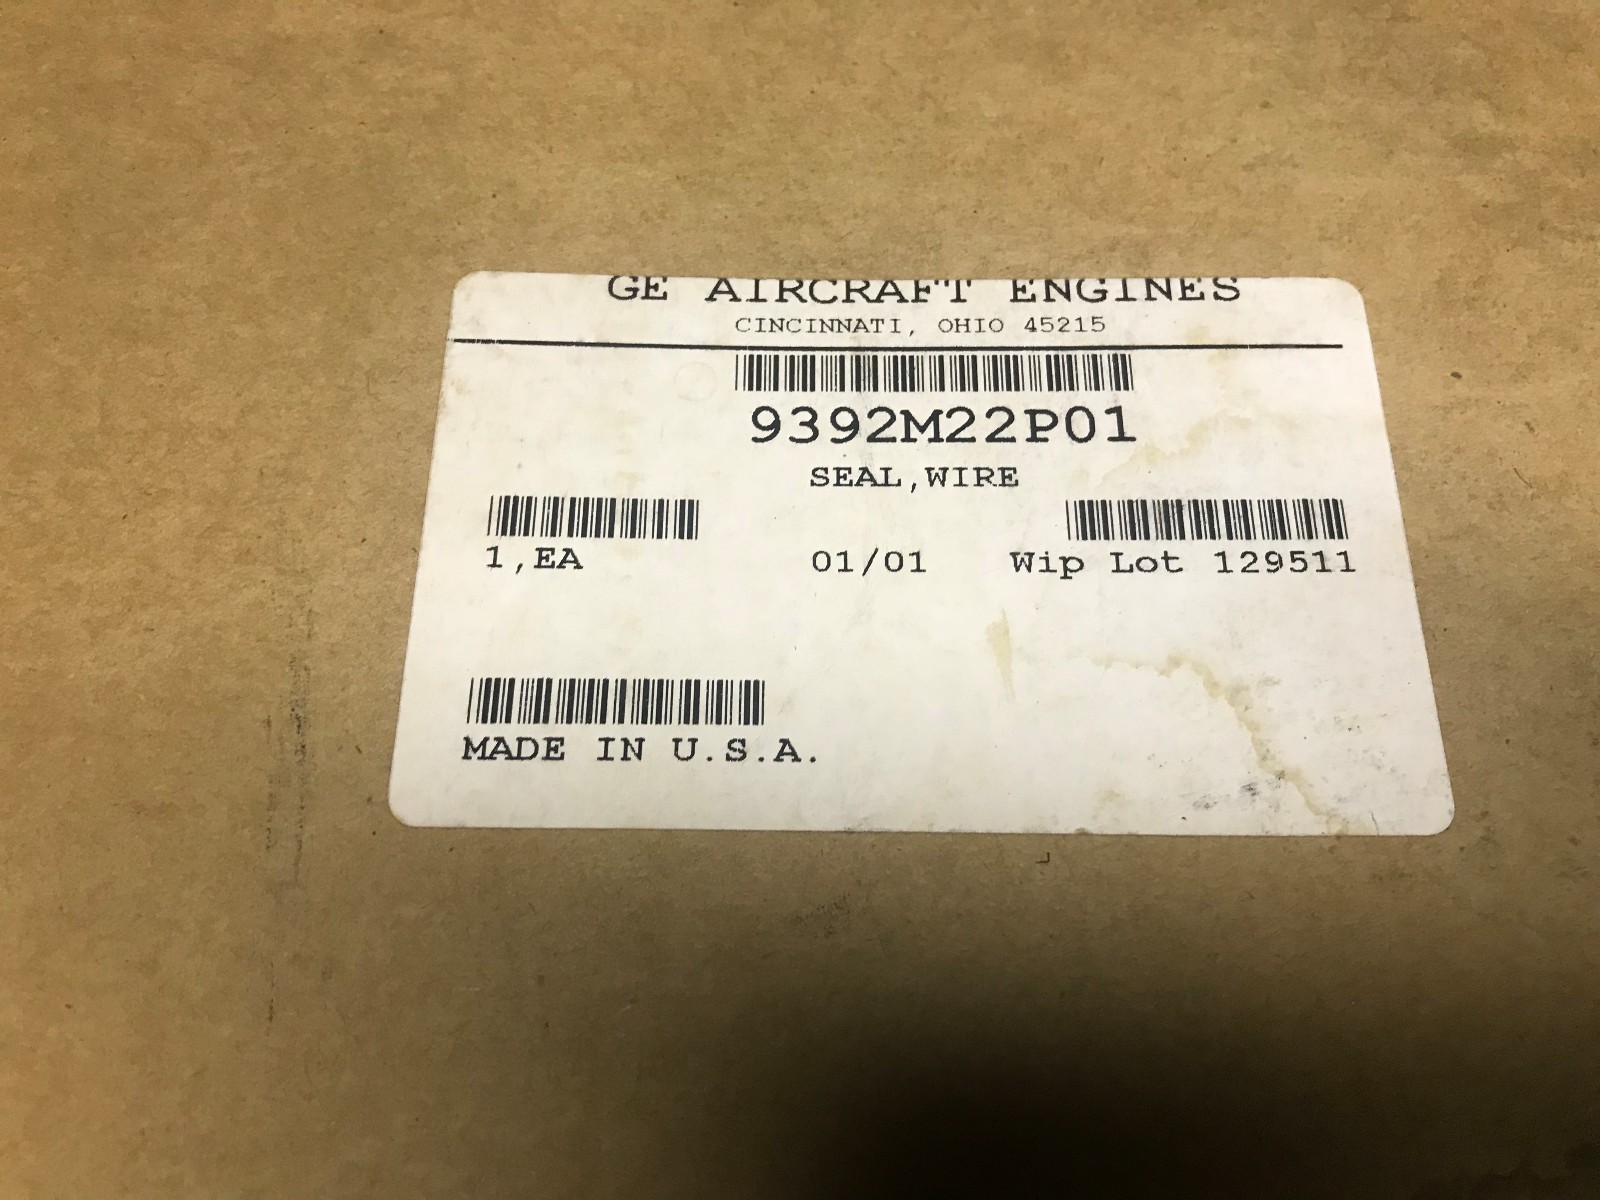 GE AIRCRAFT ENGINES
CINCINNATI, OHIO 45215
9392M22P01
SEAL,WIRE
1,EA 01/01 Wip Lot 129511
MADE IN U.S.A.